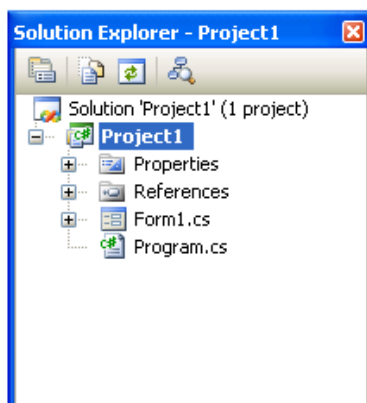 Solution Explorer - Project1
Solution 'Project1' (1 project)
Project1
Properties
References
Form1.cs
Program.cs